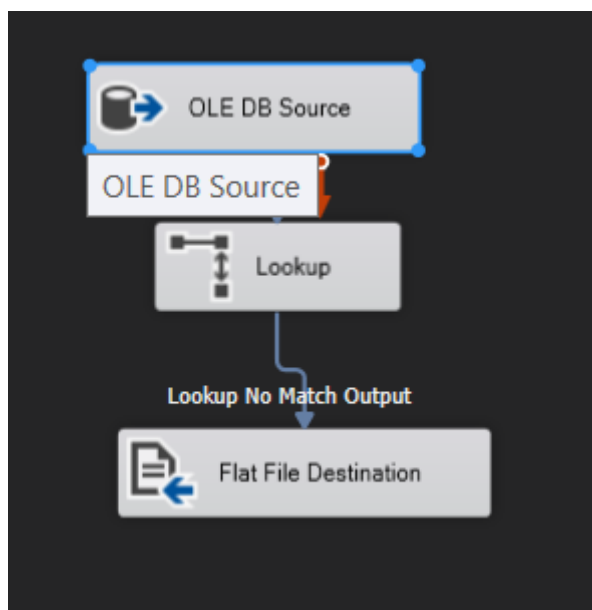 OLE DB Source
OLE DB Source
Lookup
Lookup No Match Output
Flat File Destination